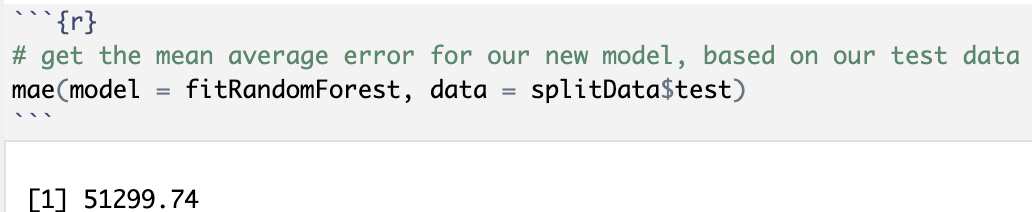 ```{r}
# get the mean average error for our new model, based on our test data
mae(model = fitRandomForest, data = splitData$test)
```
[1] 51299.74